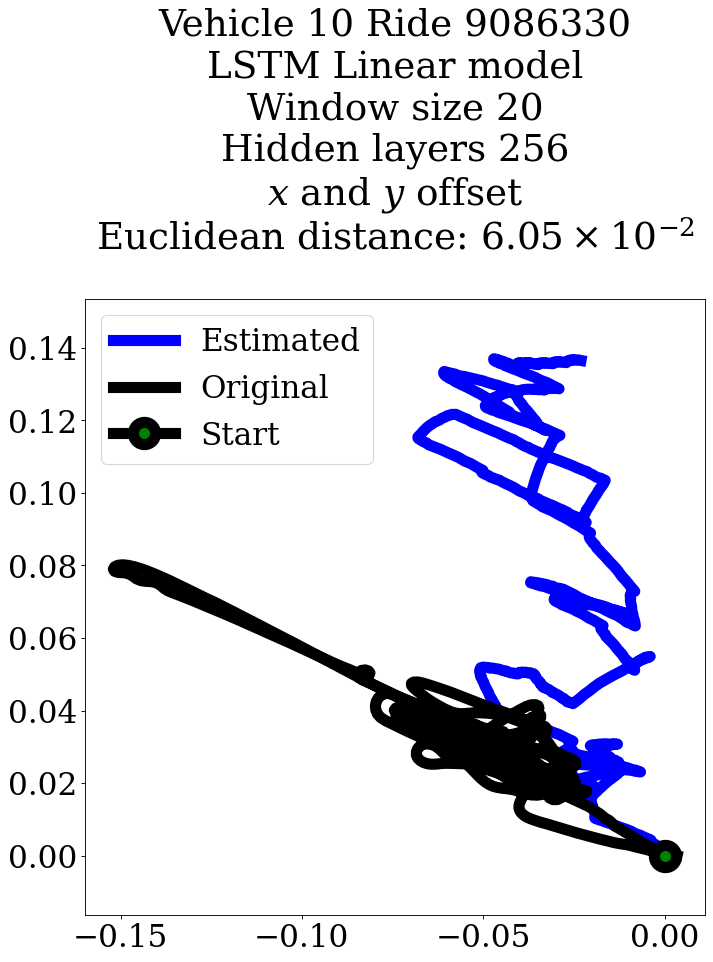 Vehicle 10 Ride 9086330
LSTM Linear model
Window size 20
Hidden layers 256
x and y offset
Euclidean distance: 6.05 × 10⁻²
Estimated
Original
Start
0.14
0.12
0.10
0.08
0.06
0.04
0.02
0.00
−0.15 −0.10 −0.05 0.00